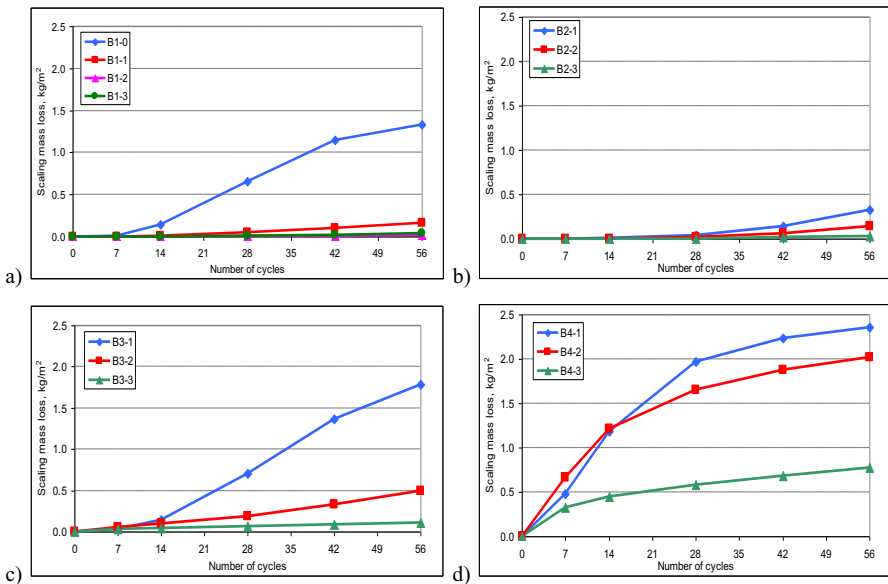 2.5
2.0
1.5
1.0
0.5
0.0
Scaling mass loss, kg/m²
B1-0
B1-1
B1-2
B1-3
0 7 14 21 28 35 42 49 56
Number of cycles
a)
2.5
2.0
1.5
1.0
0.5
0.0
Scaling mass loss, kg/m²
B2-1
B2-2
B2-3
0 7 14 21 28 35 42 49 56
Number of cycles
b)
2.5
2.0
1.5
1.0
0.5
0.0
Scaling mass loss, kg/m²
B3-1
B3-2
B3-3
0 7 14 21 28 35 42 49 56
Number of cycles
c)
2.5
2.0
1.5
1.0
0.5
0.0
Scaling mass loss, kg/m²
B4-1
B4-2
B4-3
0 7 14 21 28 35 42 49 56
Number of cycles
d)